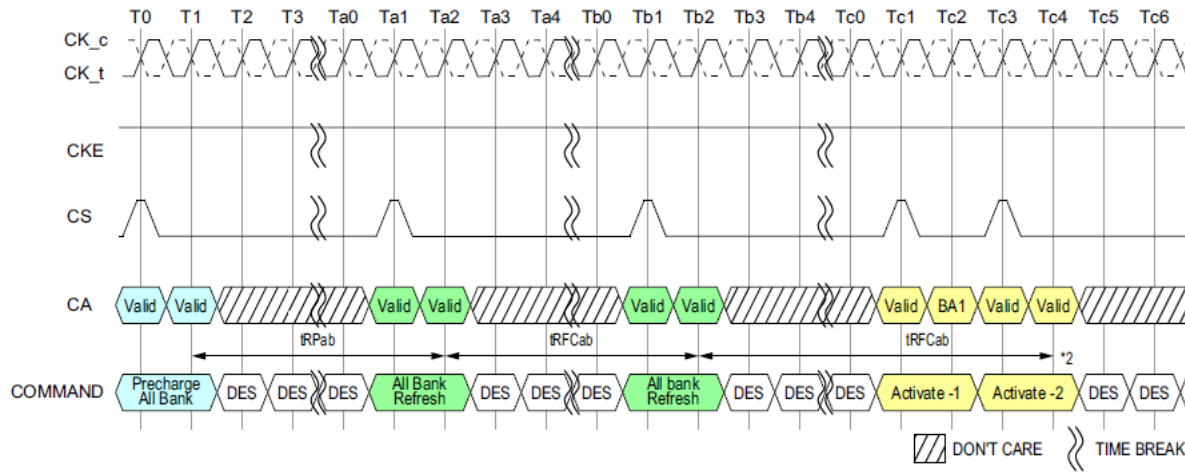 T0 T1 T2 T3 Ta0 Ta1 Ta2 Ta3 Ta4 Tb0 Tb1 Tb2 Tb3 Tb4 Tc0 Tc1 Tc2 Tc3 Tc4 Tc5 Tc6
CK_c
CK_t
CKE
CS
CA Valid Valid Valid Valid Valid Valid Valid BA1 Valid Valid
tRPab tRFCab tRFCab *2
COMMAND Precharge All Bank DES DES DES All Bank Refresh DES DES DES All bank Refresh DES DES DES Activate -1 Activate -2 DES DES
DON'T CARE TIME BREAK